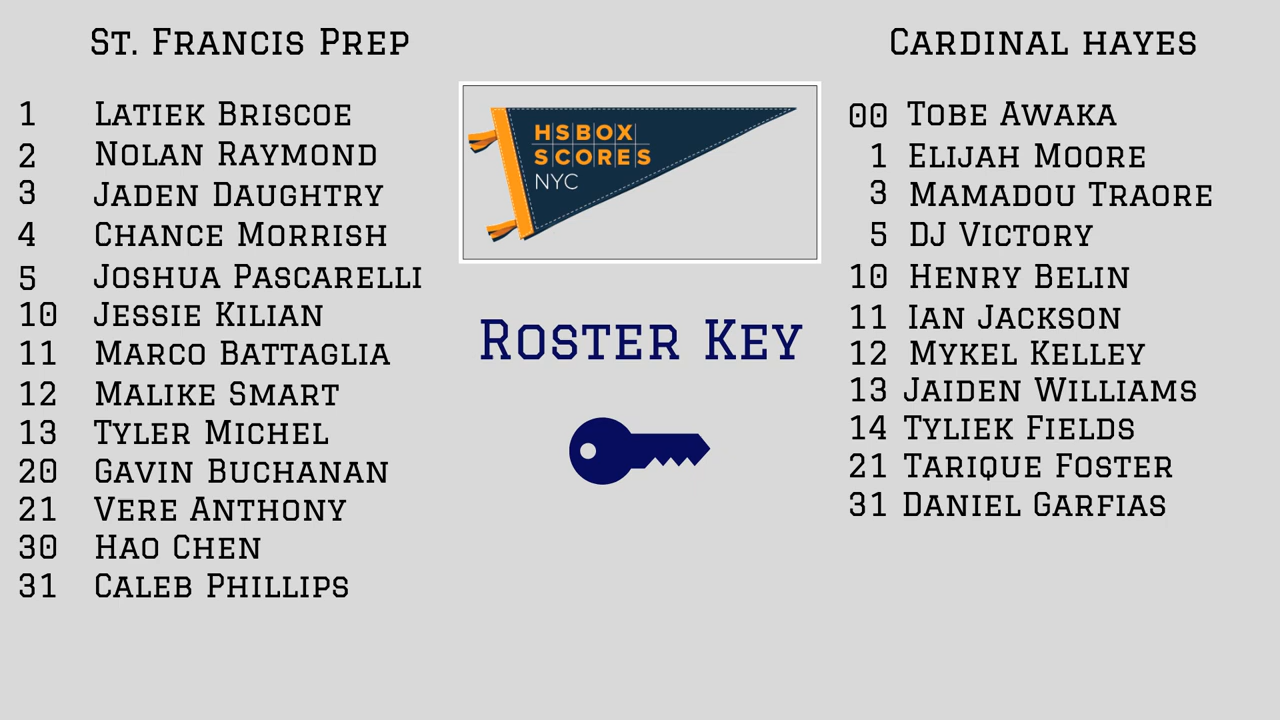 St. Francis Prep
1 Latiek Briscoe
2 Nolan Raymond
3 Jaden Daughtry
4 Chance Morrish
5 Joshua Pascarelli
10 Jessie Kilian
11 Marco Battaglia
12 Malike Smart
13 Tyler Michel
20 Gavin Buchanan
21 Vere Anthony
30 Hao Chen
31 Caleb Phillips
HSBOX
SCORES
NYC
Roster Key
Cardinal hayes
00 Tobe Awaka
1 Elijah Moore
3 Mamadou Traore
5 DJ Victory
10 Henry Belin
11 Ian Jackson
12 Mykel Kelley
13 Jaiden Williams
14 Tyliek Fields
21 Tarique Foster
31 Daniel Garfias